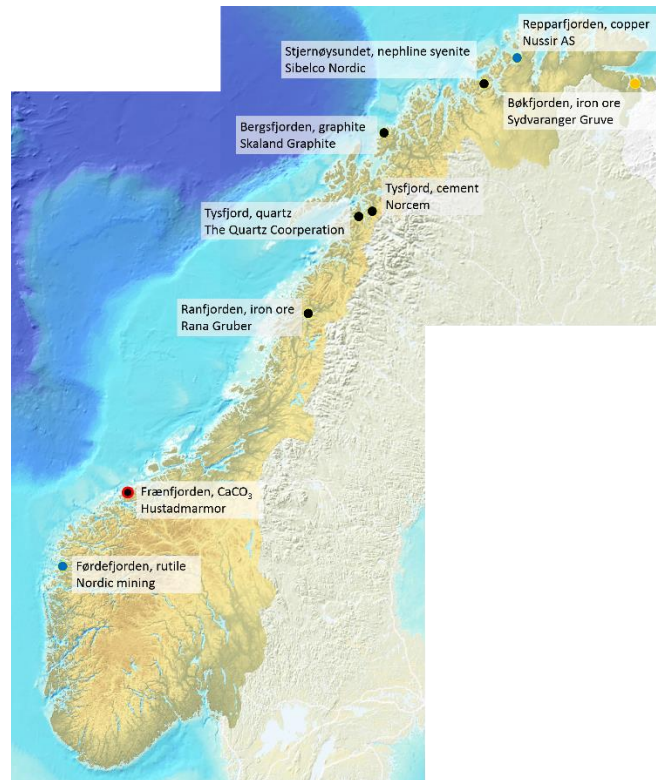 Repparfjorden, copper
Nussir AS
Stjernøysundet, nephline syenite
Sibelco Nordic
Bøkfjorden, iron ore
Sydvaranger Gruve
Bergsfjorden, graphite
Skaland Graphite
Tysfjord, cement
Norcem
Tysfjord, quartz
The Quartz Coorperation
Ranfjorden, iron ore
Rana Gruber
Frænfjorden, CaCO₃
Hustadmarmor
Førdefjorden, rutile
Nordic mining